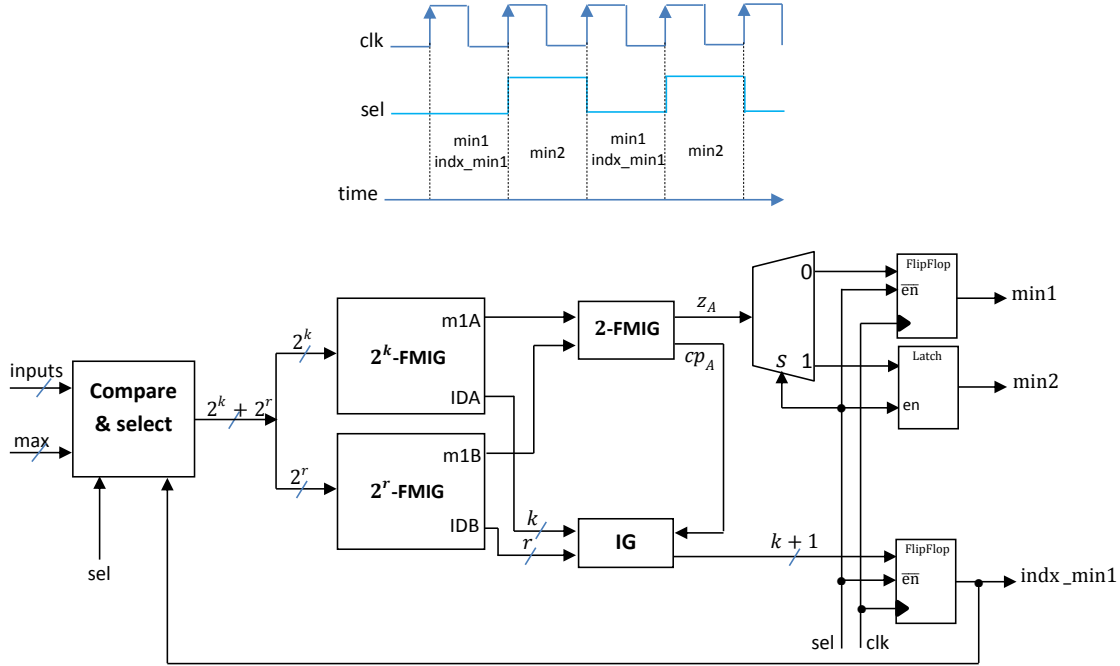 clk
sel
min1
indx_min1
min2
min1
indx_min1
min2
time
inputs
max
Compare
& select
sel
2^k + 2^r
2^k
2^r
2^k-FMIG
m1A
IDA
2^r-FMIG
m1B
IDB
2-FMIG
z_A
cp_A
k
r
IG
k + 1
0
S
1
FlipFlop
e̅n̅
min1
Latch
en
min2
FlipFlop
e̅n̅
indx_min1
sel
clk